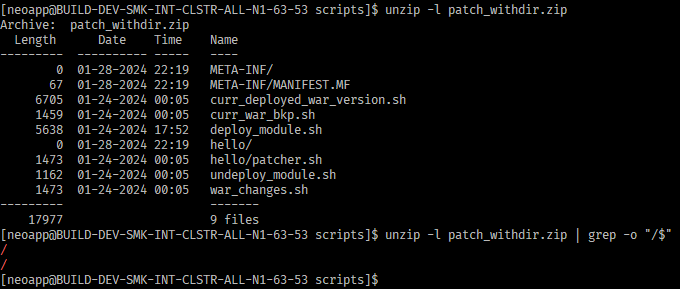 [neoapp@BUILD-DEV-SMK-INT-CLSTR-ALL-N1-63-53 scripts]$ unzip -l patch_withdir.zip
Archive:  patch_withdir.zip
  Length      Date    Time    Name
---------  ---------- -----   ----
        0  01-28-2024 22:19   META-INF/
       67  01-28-2024 22:19   META-INF/MANIFEST.MF
     6705  01-24-2024 00:05   curr_deployed_war_version.sh
     1459  01-24-2024 00:05   curr_war_bkp.sh
     5638  01-24-2024 17:52   deploy_module.sh
        0  01-28-2024 22:19   hello/
     1473  01-24-2024 00:05   hello/patcher.sh
     1162  01-24-2024 00:05   undeploy_module.sh
     1473  01-24-2024 00:05   war_changes.sh
---------                     -------
    17977                     9 files
[neoapp@BUILD-DEV-SMK-INT-CLSTR-ALL-N1-63-53 scripts]$ unzip -l patch_withdir.zip | grep -o "/$"
/
/
[neoapp@BUILD-DEV-SMK-INT-CLSTR-ALL-N1-63-53 scripts]$